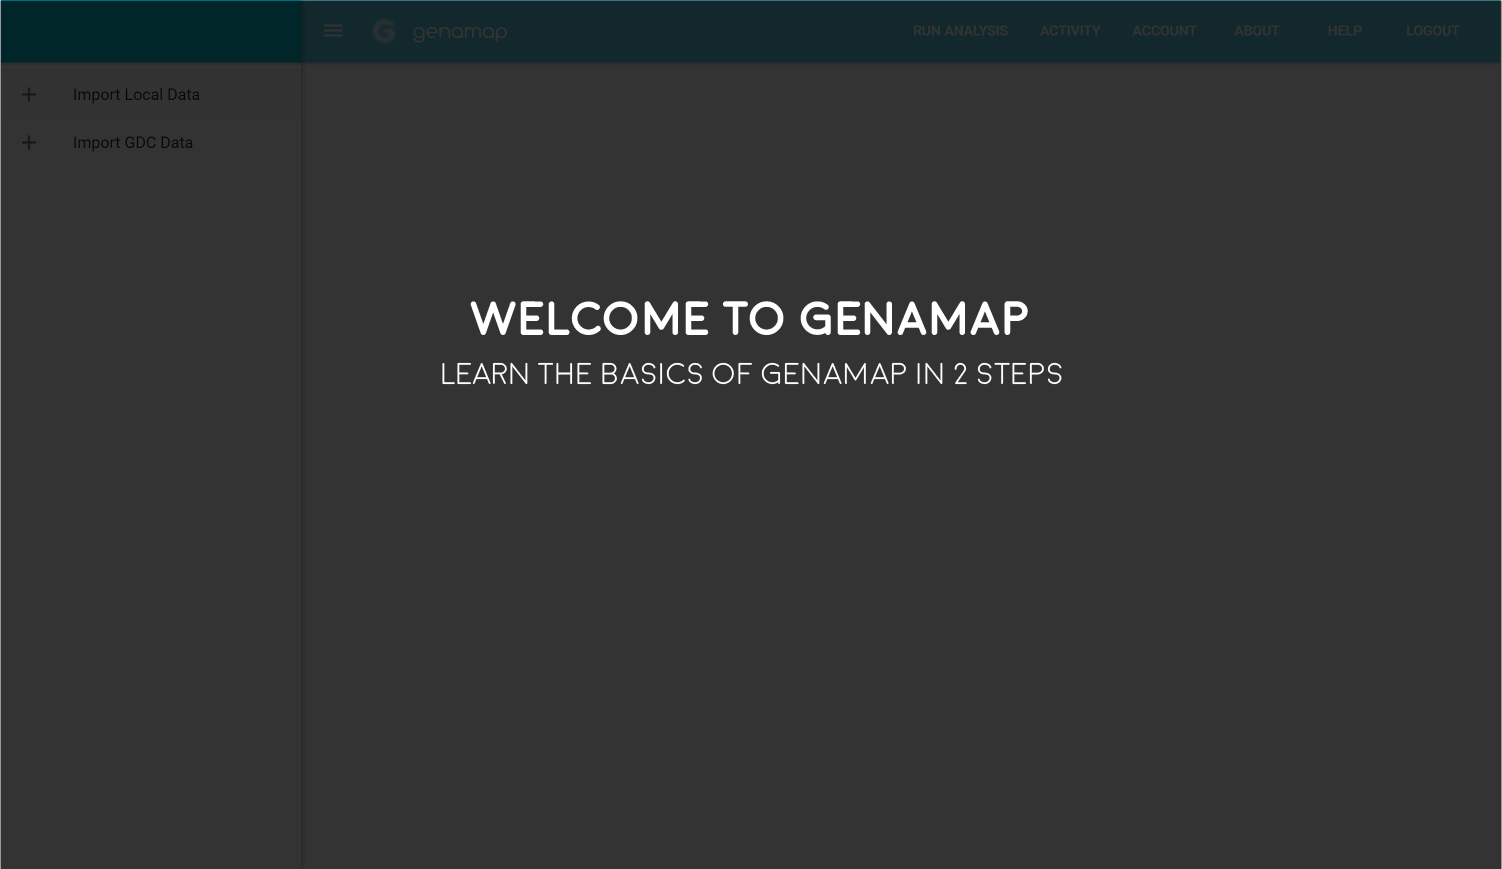 genamap
RUN ANALYSIS
ACTIVITY
ACCOUNT
ABOUT
HELP
LOGOUT
Import Local Data
Import GDC Data
WELCOME TO GENAMAP
LEARN THE BASICS OF GENAMAP IN 2 STEPS